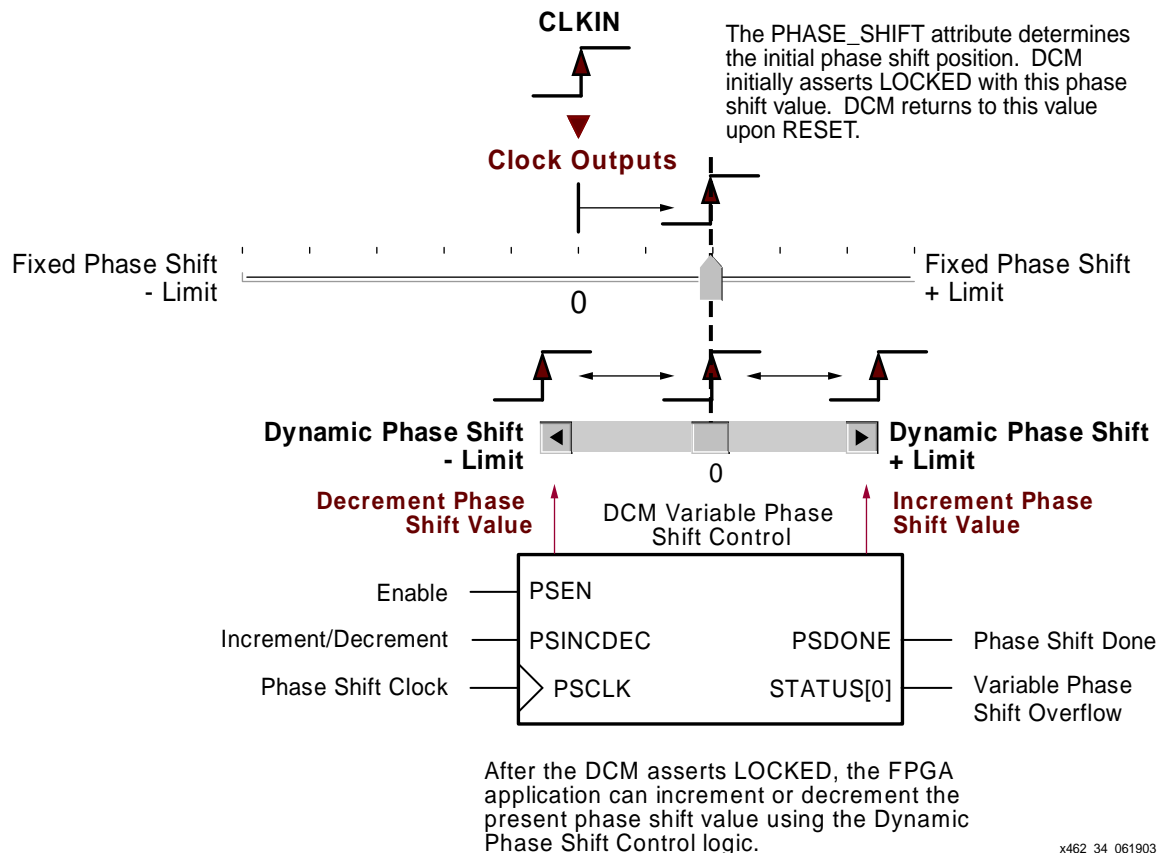 CLKIN
The PHASE_SHIFT attribute determines
the initial phase shift position. DCM
initially asserts LOCKED with this phase
shift value. DCM returns to this value
upon RESET.
Clock Outputs
Fixed Phase Shift
- Limit
0
Fixed Phase Shift
+ Limit
Dynamic Phase Shift
- Limit
0
Dynamic Phase Shift
+ Limit
Decrement Phase
Shift Value
DCM Variable Phase
Shift Control
Increment Phase
Shift Value
Enable
PSEN
Increment/Decrement
PSINCDEC
PSDONE
Phase Shift Done
Phase Shift Clock
PSCLK
STATUS[0]
Variable Phase
Shift Overflow
After the DCM asserts LOCKED, the FPGA
application can increment or decrement the
present phase shift value using the Dynamic
Phase Shift Control logic.
x462_34_061903